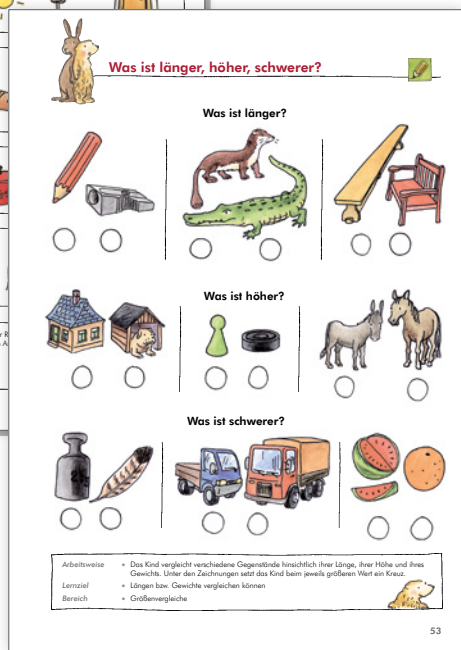 Was ist länger, höher, schwerer?
Was ist länger?
Was ist höher?
Was ist schwerer?
Arbeitsweise • Das Kind vergleicht verschiedene Gegenstände hinsichtlich ihrer Länge, ihrer Höhe und ihres
Gewichts. Unter den Zeichnungen setzt das Kind beim jeweils größeren Wert ein Kreuz.
Lernziel • Längen bzw. Gewichte vergleichen können
Bereich • Größenvergleiche
53